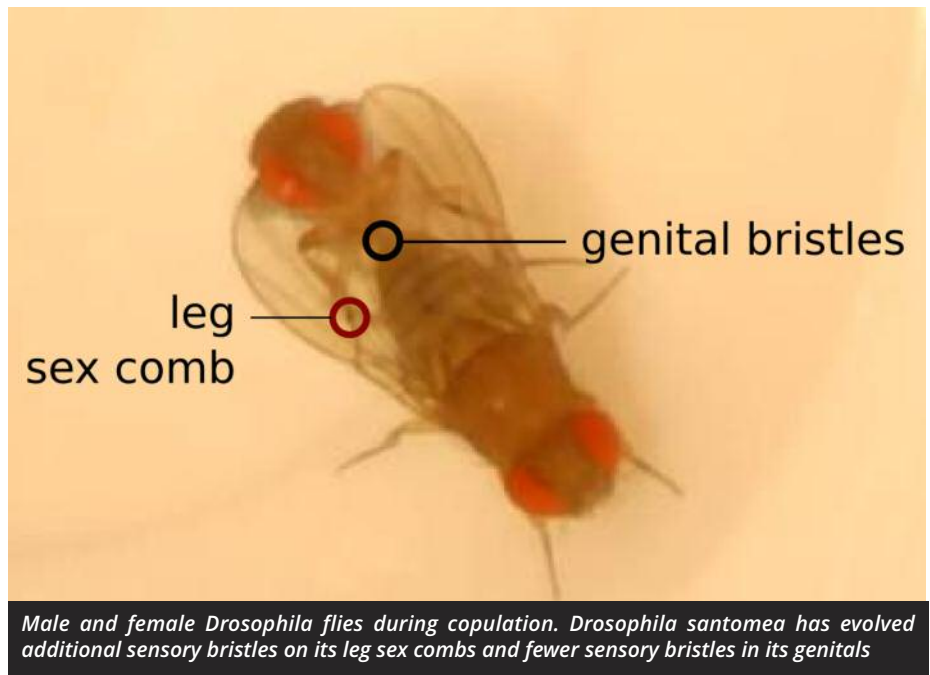 genital bristles
leg
sex comb
Male and female Drosophila flies during copulation. Drosophila santomea has evolved
additional sensory bristles on its leg sex combs and fewer sensory bristles in its genitals